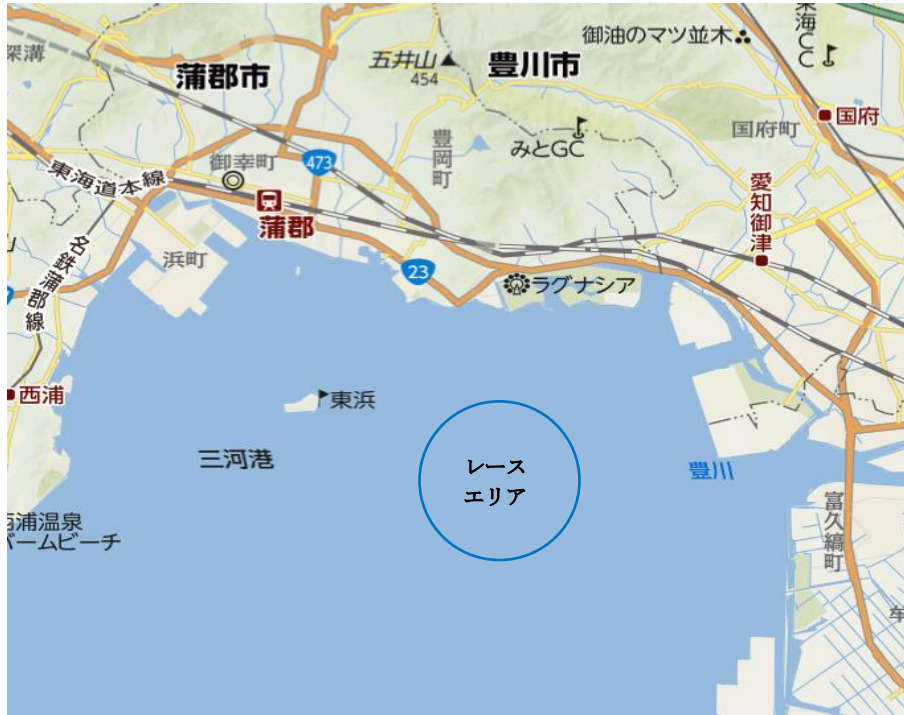 深溝
蒲郡市
五井山
454
豊川市
御油のマツ並木
東海CC
国府
国府町
みとGC
豊岡町
御幸町
473
東海道本線
蒲郡
愛知御津
名鉄蒲郡線
浜町
23
ラグナシア
西浦
東浜
三河港
レース
エリア
豊川
富久縞町
西浦温泉
パームビーチ